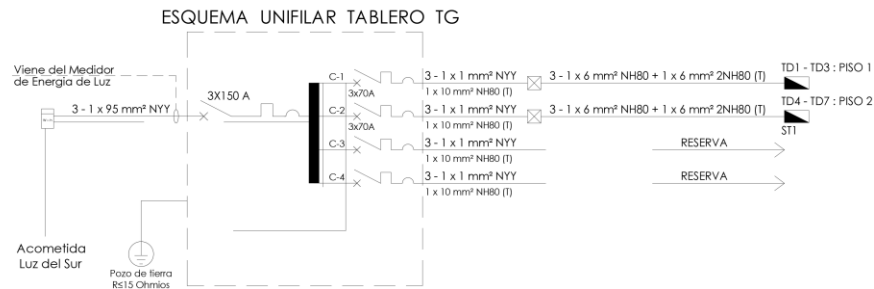 ESQUEMA UNIFILAR TABLERO TG
Viene del Medidor
de Energia de Luz
3 - 1 x 95 mm² NYY
3X150 A
C-1
3x70A
3 - 1 x 1 mm² NYY
1 x 10 mm² NH80 (T)
3 - 1 x 6 mm² NH80 + 1 x 6 mm² 2NH80 (T)
TD1 - TD3 : PISO 1
C-2
3x70A
3 - 1 x 1 mm² NYY
1 x 10 mm² NH80 (T)
3 - 1 x 6 mm² NH80 + 1 x 6 mm² 2NH80 (T)
TD4 - TD7 : PISO 2
ST1
C-3
3 - 1 x 1 mm² NYY
1 x 10 mm² NH80 (T)
RESERVA
C-4
3 - 1 x 1 mm² NYY
1 x 10 mm² NH80 (T)
RESERVA
Acometida
Luz del Sur
Pozo de tierra
R≤15 Ohmios